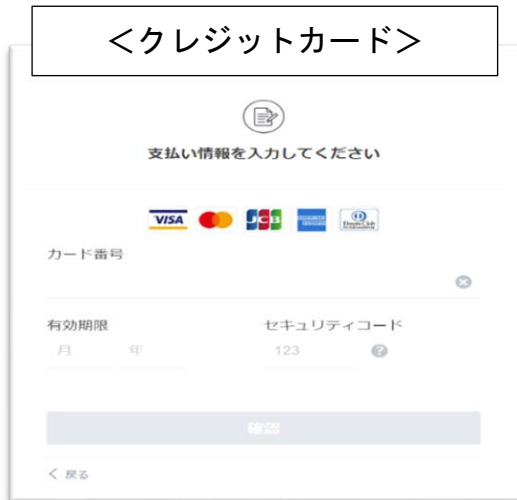 ＜クレジットカード＞
支払い情報を入力してください
VISA JCB
カード番号
有効期限 セキュリティコード
月 年 123 ?
確認
< 戻る